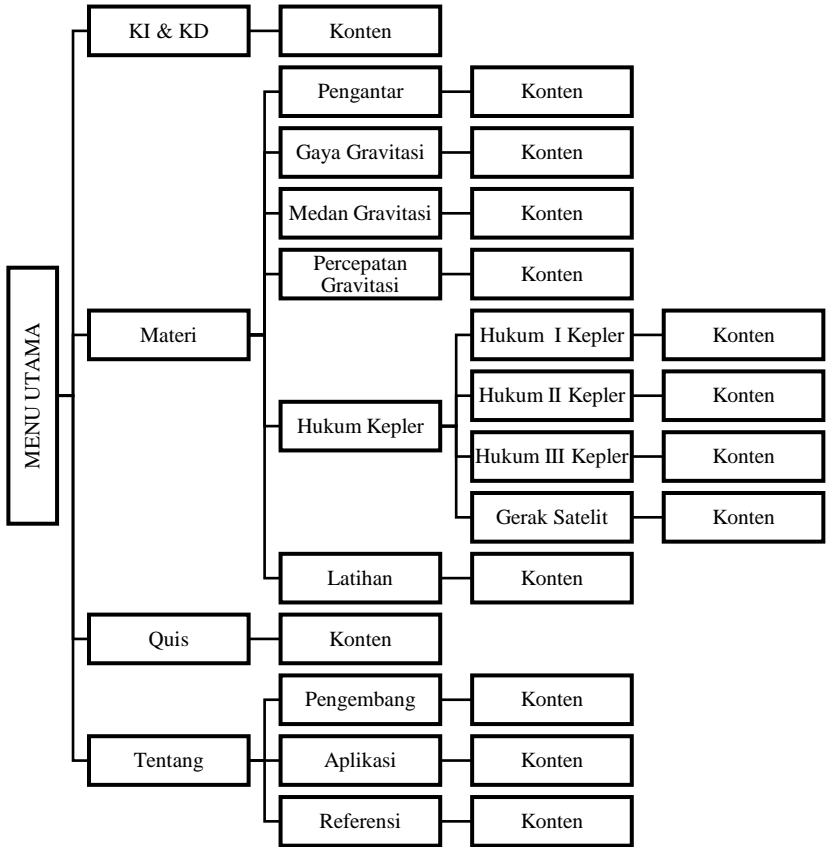 KI & KD
Konten
Pengantar
Konten
Gaya Gravitasi
Konten
Medan Gravitasi
Konten
Percepatan
Gravitasi
Konten
MENU UTAMA
Materi
Hukum I Kepler
Konten
Hukum II Kepler
Konten
Hukum Kepler
Hukum III Kepler
Konten
Gerak Satelit
Konten
Latihan
Konten
Quis
Konten
Pengembang
Konten
Tentang
Aplikasi
Konten
Referensi
Konten